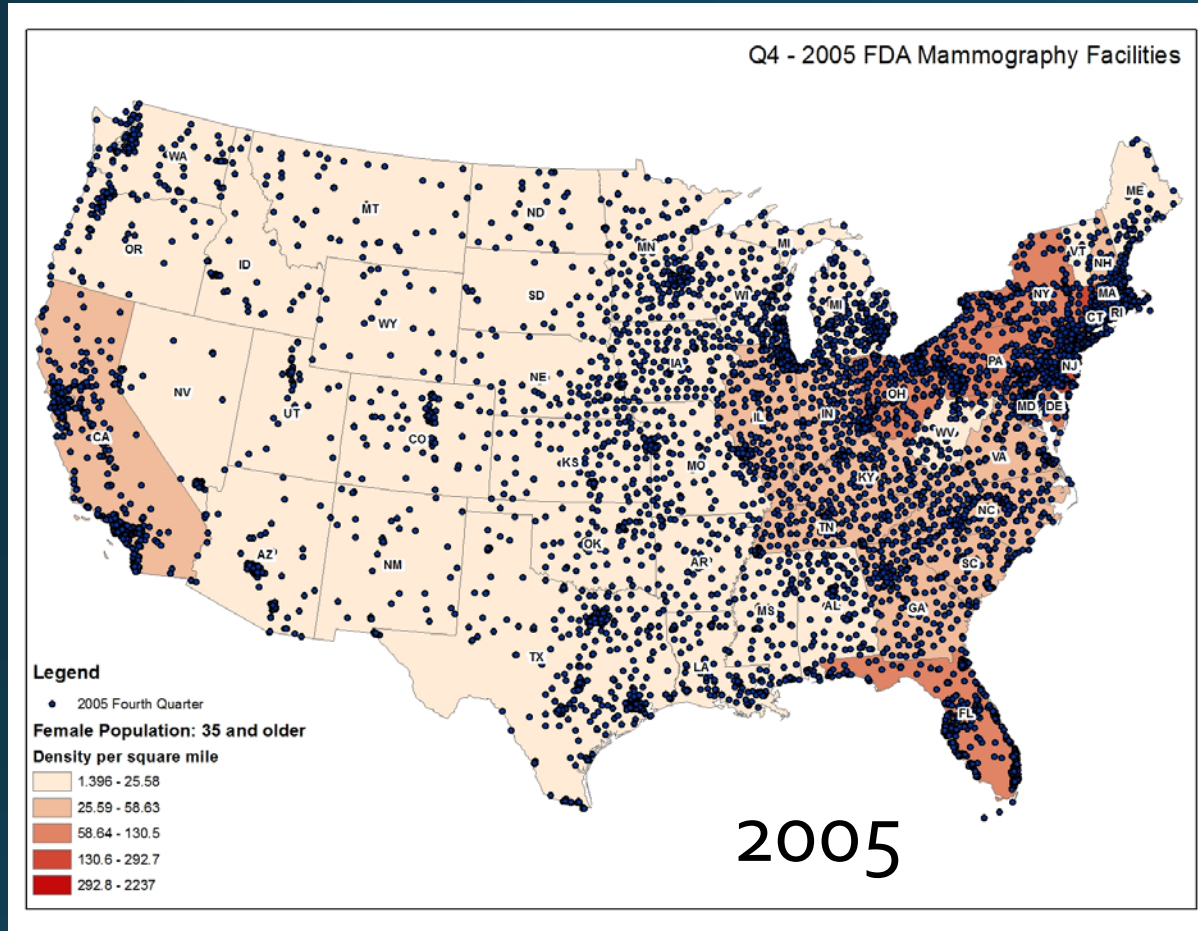 Q4 - 2005 FDA Mammography Facilities
WA
MT
ND
ME
OR
ID
MN
MI
VT
NH
SD
WI
MI
NY
MA
WY
CT
RI
IA
PA
NJ
NE
NV
UT
OH
MD
DE
IL
IN
WV
CA
CO
VA
KS
MO
KY
NC
TN
OK
AZ
NM
AR
SC
MS
AL
GA
TX
LA
FL
Legend
2005 Fourth Quarter
Female Population: 35 and older
Density per square mile
1.396 - 25.58
25.59 - 58.63
58.64 - 130.5
130.6 - 292.7
292.8 - 2237
2005